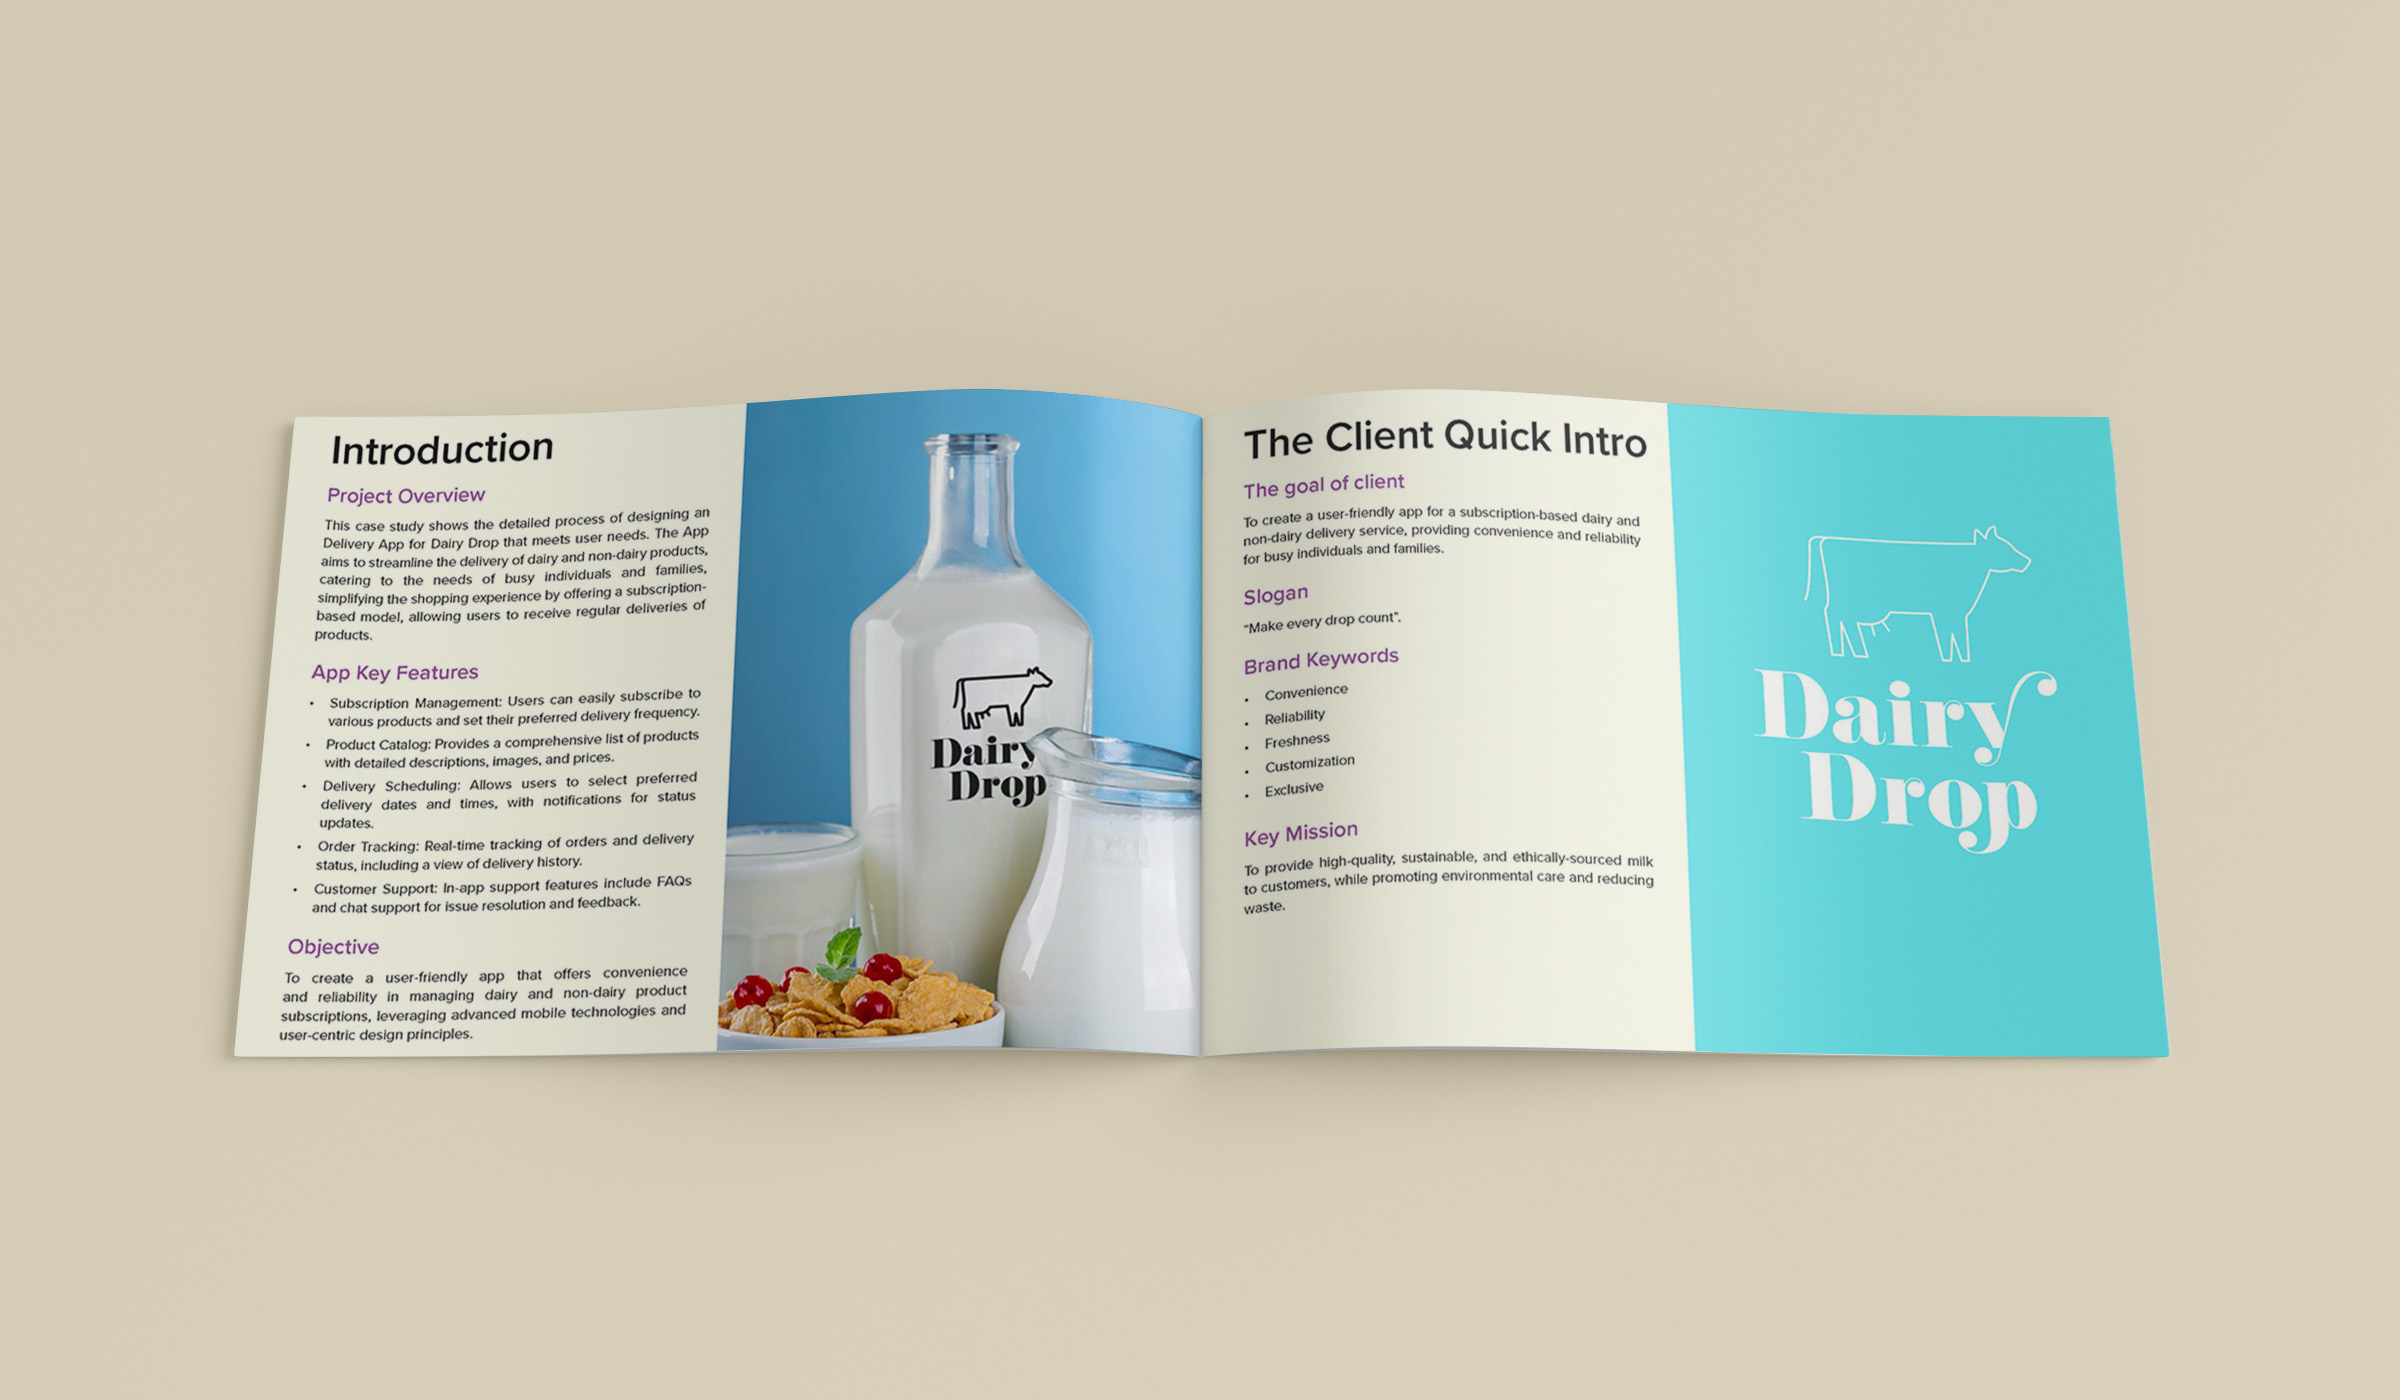 Introduction
Project Overview
This case study shows the detailed process of designing an
Delivery App for Dairy Drop that meets user needs. The App
aims to streamline the delivery of dairy and non-dairy products,
catering to the needs of busy individuals and families,
simplifying the shopping experience by offering a subscription-
based model, allowing users to receive regular deliveries of
products.
App Key Features
• Subscription Management: Users can easily subscribe to
various products and set their preferred delivery frequency.
• Product Catalog: Provides a comprehensive list of products
with detailed descriptions, images, and prices.
• Delivery Scheduling: Allows users to select preferred
delivery dates and times, with notifications for status
updates.
• Order Tracking: Real-time tracking of orders and delivery
status, including a view of delivery history.
• Customer Support: In-app support features include FAQs
and chat support for issue resolution and feedback.
Objective
To create a user-friendly app that offers convenience
and reliability in managing dairy and non-dairy product
subscriptions, leveraging advanced mobile technologies and
user-centric design principles.
Dairy
Drop
The Client Quick Intro
The goal of client
To create a user-friendly app for a subscription-based dairy and
non-dairy delivery service, providing convenience and reliability
for busy individuals and families.
Slogan
“Make every drop count”.
Brand Keywords
• Convenience
• Reliability
• Freshness
• Customization
• Exclusive
Key Mission
To provide high-quality, sustainable, and ethically-sourced milk
to customers, while promoting environmental care and reducing
waste.
Dairy
Drop